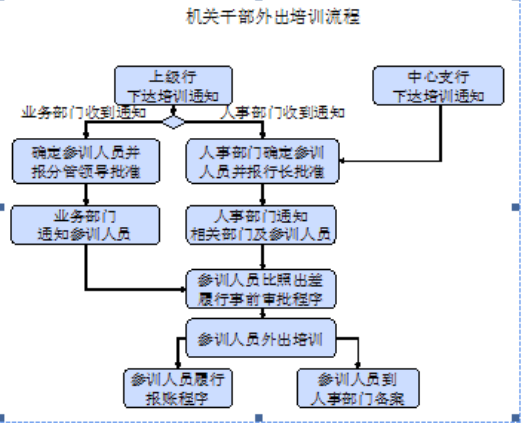 机关干部外出培训流程
上级行
下达培训通知
中心支行
下达培训通知
业务部门收到通知
人事部门收到通知
确定参训人员并
报分管领导批准
人事部门确定参训
人员并报行长批准
业务部门
通知参训人员
人事部门通知
相关部门及参训人员
参训人员比照出差
履行事前审批程序
参训人员外出培训
参训人员履行
报账程序
参训人员到
人事部门备案